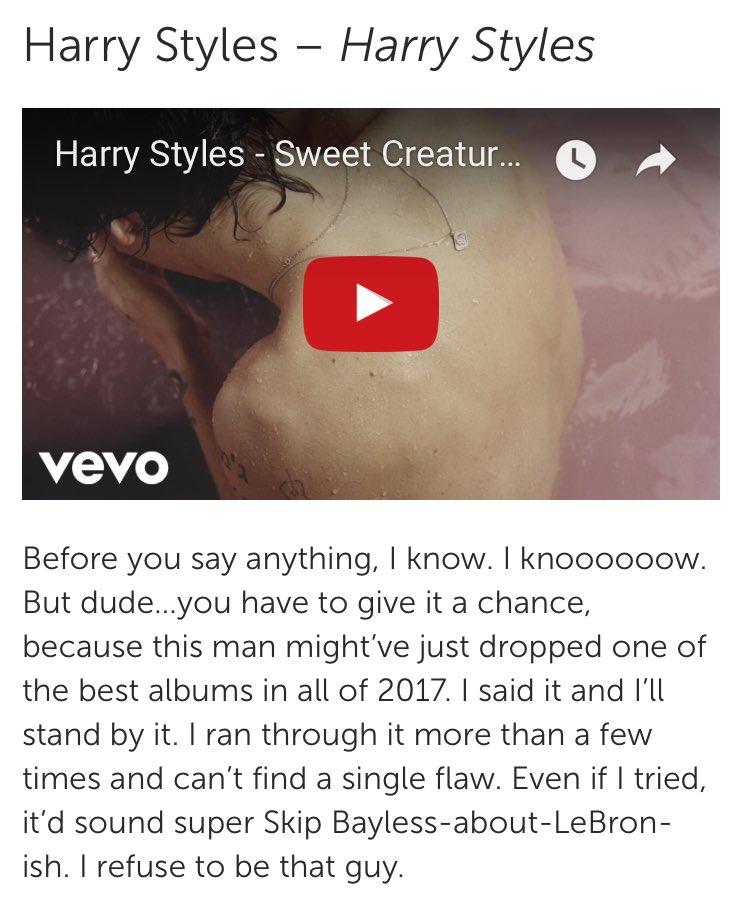 Harry Styles – Harry Styles
Harry Styles - Sweet Creatur...
vevo
Before you say anything, I know. I knoooooow.
But dude...you have to give it a chance,
because this man might've just dropped one of
the best albums in all of 2017. I said it and I'll
stand by it. I ran through it more than a few
times and can't find a single flaw. Even if I tried,
it'd sound super Skip Bayless-about-LeBron-
ish. I refuse to be that guy.